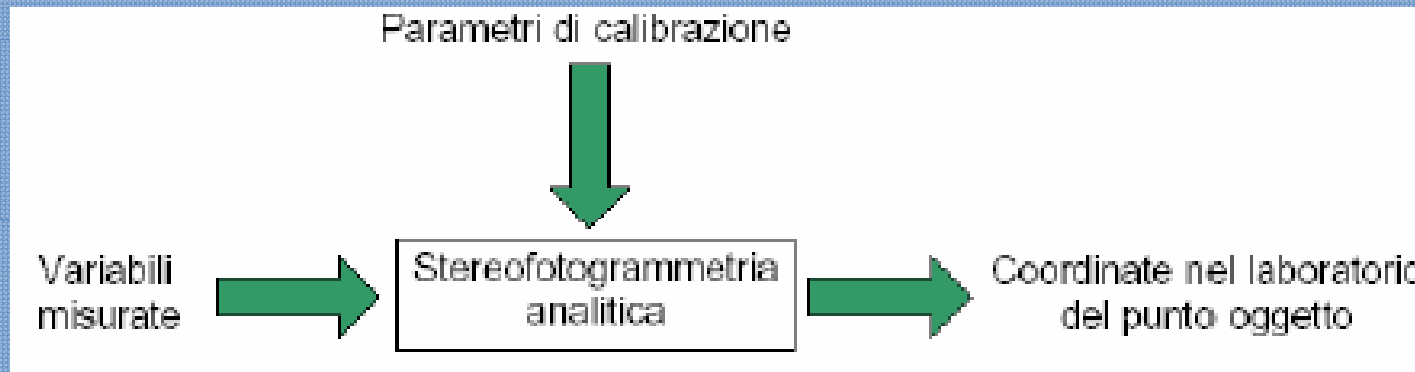 Parametri di calibrazione
Variabili
misurate
Stereofotogrammetria
analitica
Coordinate nel laboratorio
del punto oggetto